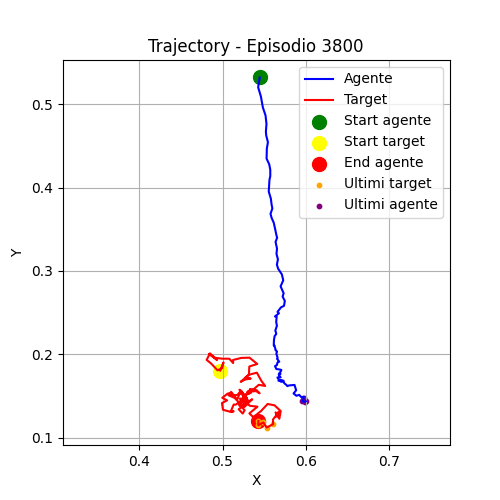 Trajectory - Episodio 3800
Agente
Target
Start agente
Start target
End agente
Ultimi target
Ultimi agente
Y
0.5
0.4
0.3
0.2
0.1
0.4
0.5
0.6
0.7
X